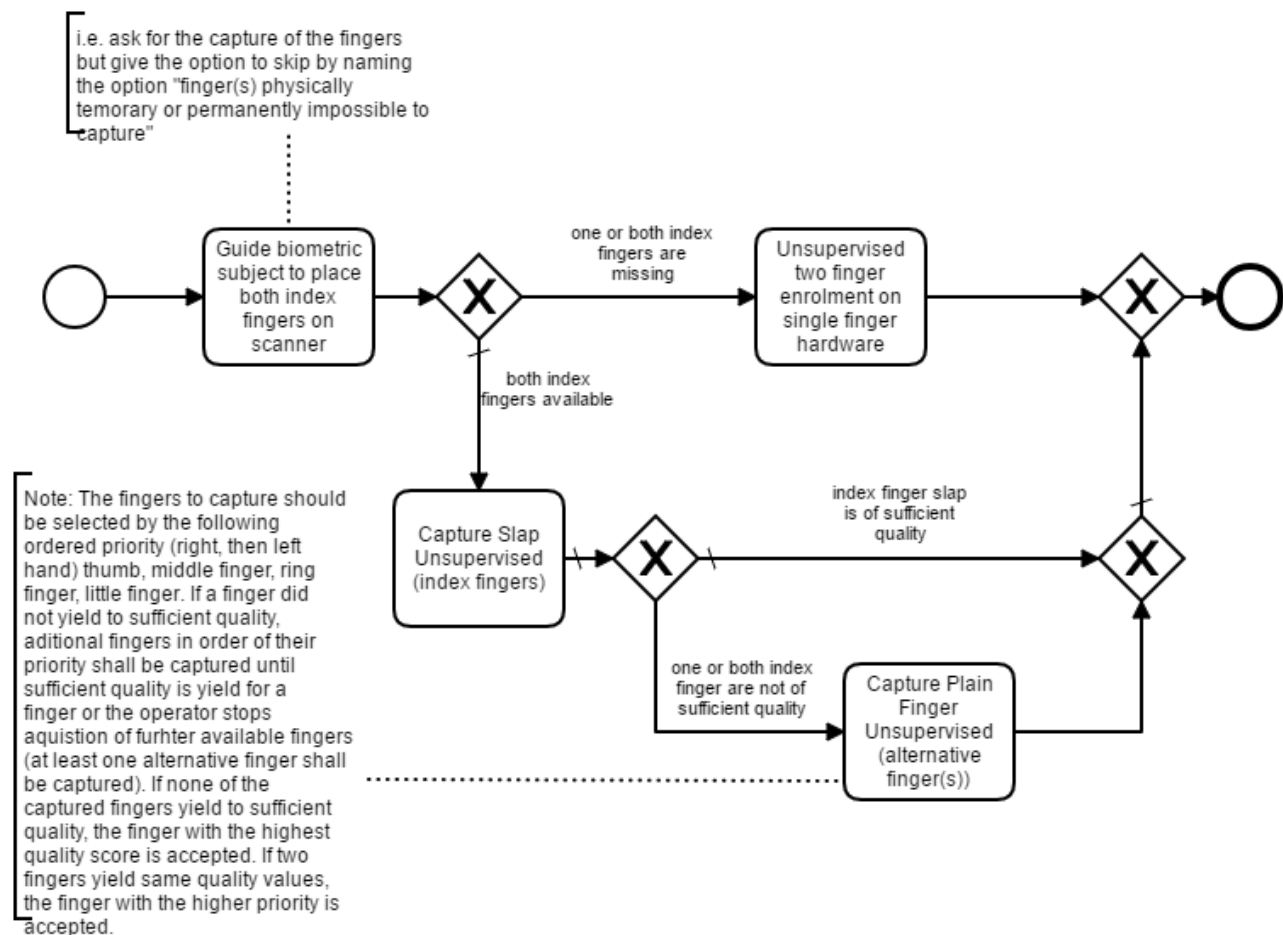 i.e. ask for the capture of the fingers
but give the option to skip by naming
the option "finger(s) physically
temorary or permanently impossible to
capture"
Guide biometric
subject to place
both index
fingers on
scanner
one or both index
fingers are
missing
Unsupervised
two finger
enrolment on
single finger
hardware
both index
fingers available
Note: The fingers to capture should
be selected by the following
ordered priority (right, then left
hand) thumb, middle finger, ring
finger, little finger. If a finger did
not yield to sufficient quality,
aditional fingers in order of their
priority shall be captured until
sufficient quality is yield for a
finger or the operator stops
aquistion of furhter available fingers
(at least one alternative finger shall
be captured). If none of the
captured fingers yield to sufficient
quality, the finger with the highest
quality score is accepted. If two
fingers yield same quality values,
the finger with the higher priority is
accepted.
Capture Slap
Unsupervised
(index fingers)
index finger slap
is of sufficient
quality
one or both index
finger are not of
sufficient quality
Capture Plain
Finger
Unsupervised
(alternative
finger(s))